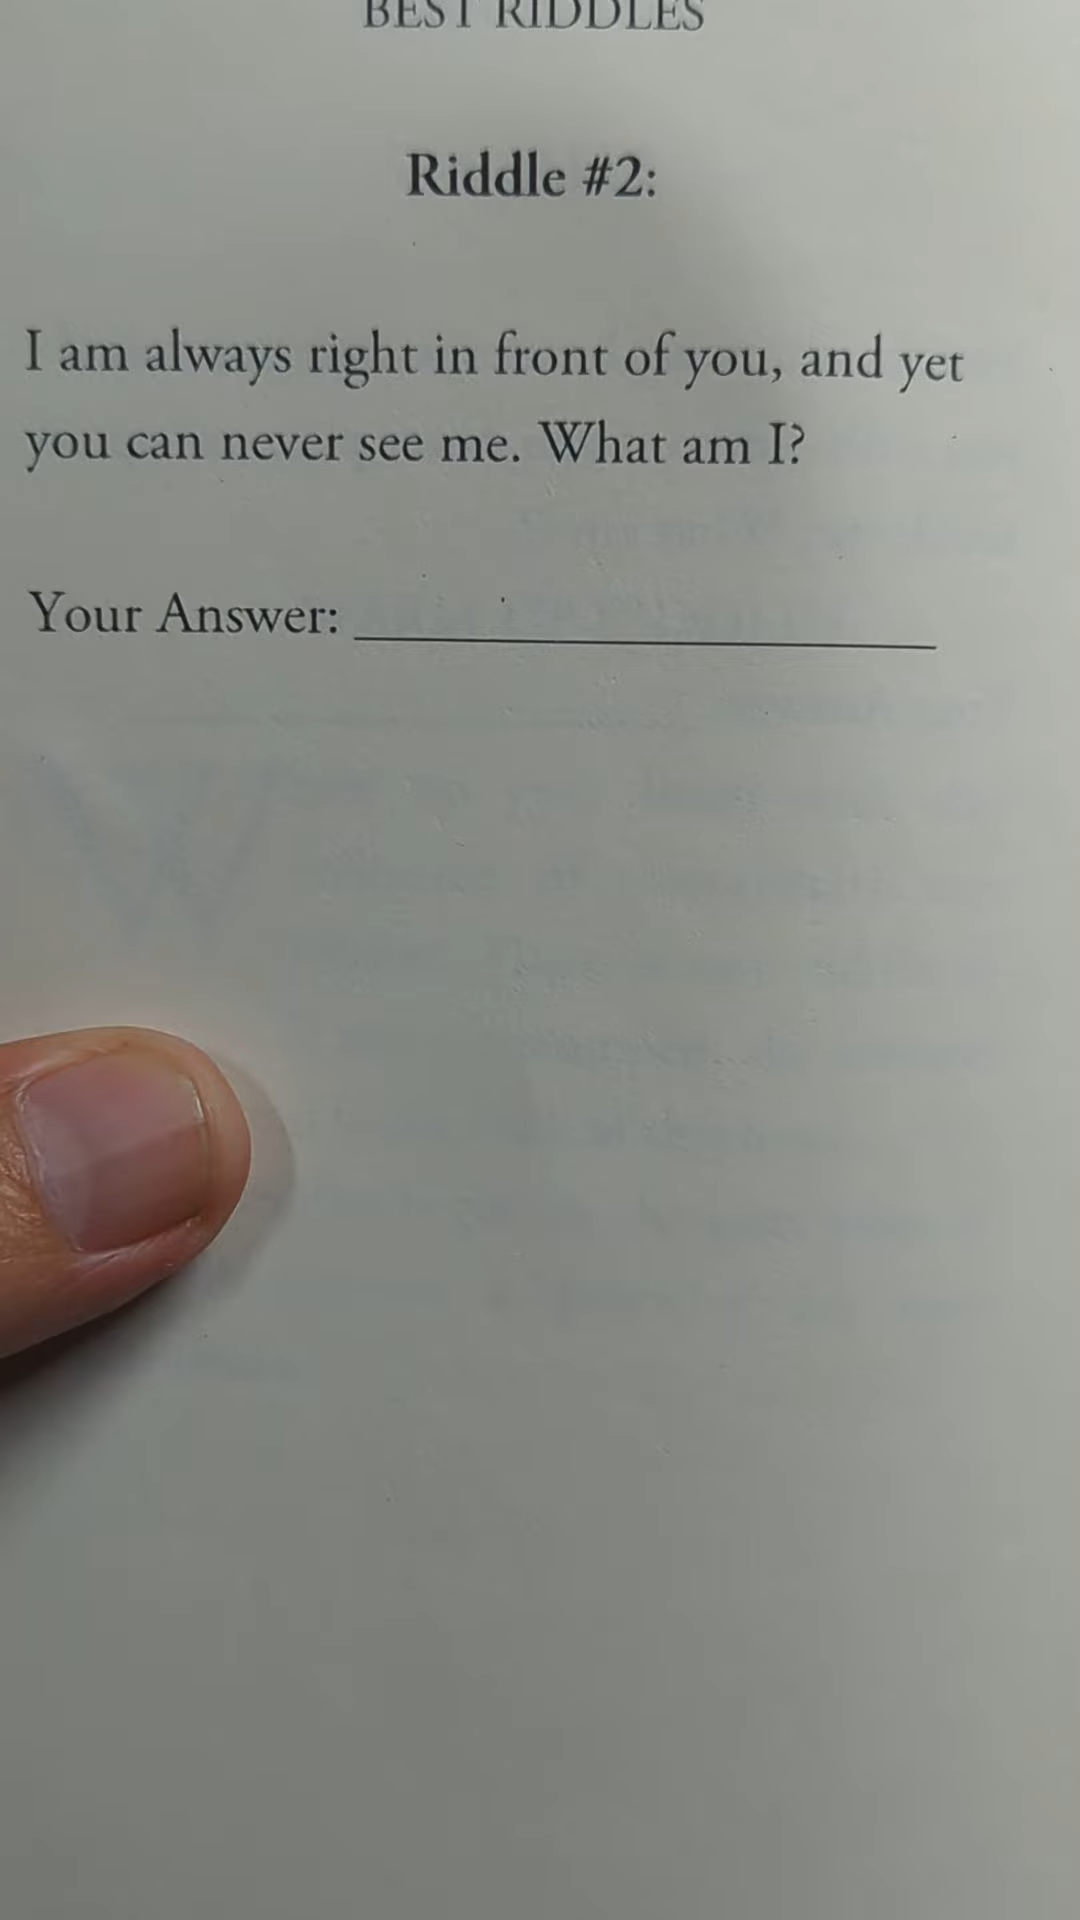 BEST RIDDLES
Riddle #2:
I am always right in front of you, and yet
you can never see me. What am I?
Your Answer: ____________________